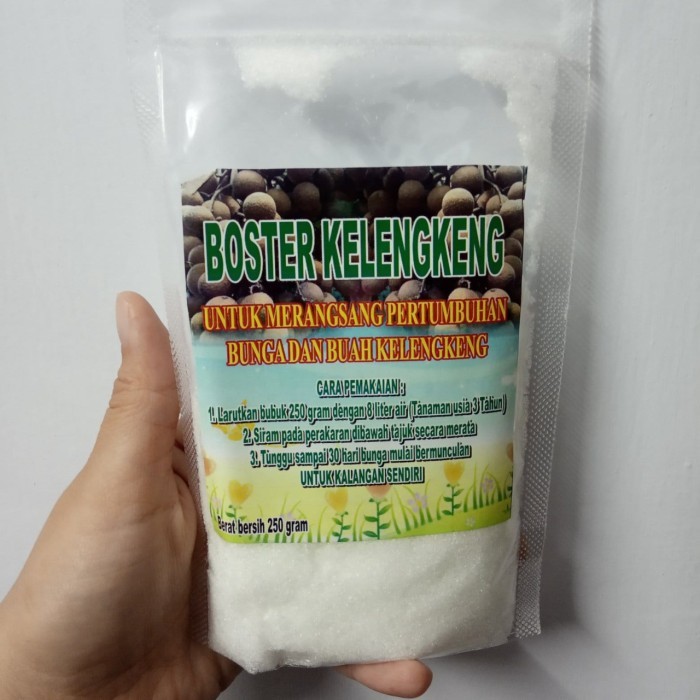 BOSTER KELENGKENG
UNTUK MERANGSANG PERTUMBUHAN
BUNGA DAN BUAH KELENGKENG
CARA PEMAKAIAN :
1. Larutkan bubuk 250 gram dengan 8 liter air (Tanaman usia 3 Tahun)
2. Siram pada perakaran dibawah tajuk secara merata
3. Tunggu sampai 30 hari bunga mulai bermunculan
UNTUK KALANGAN SENDIRI
Berat bersih 250 gram